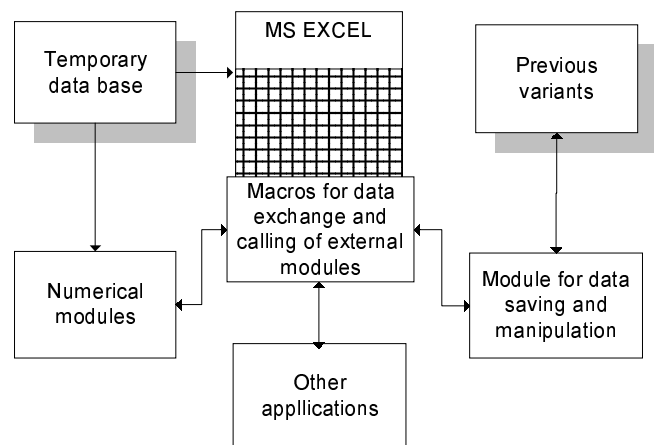 Temporary
data base
MS EXCEL
Previous
variants
Macros for data
exchange and
calling of external
modules
Numerical
modules
Module for data
saving and
manipulation
Other
appllications